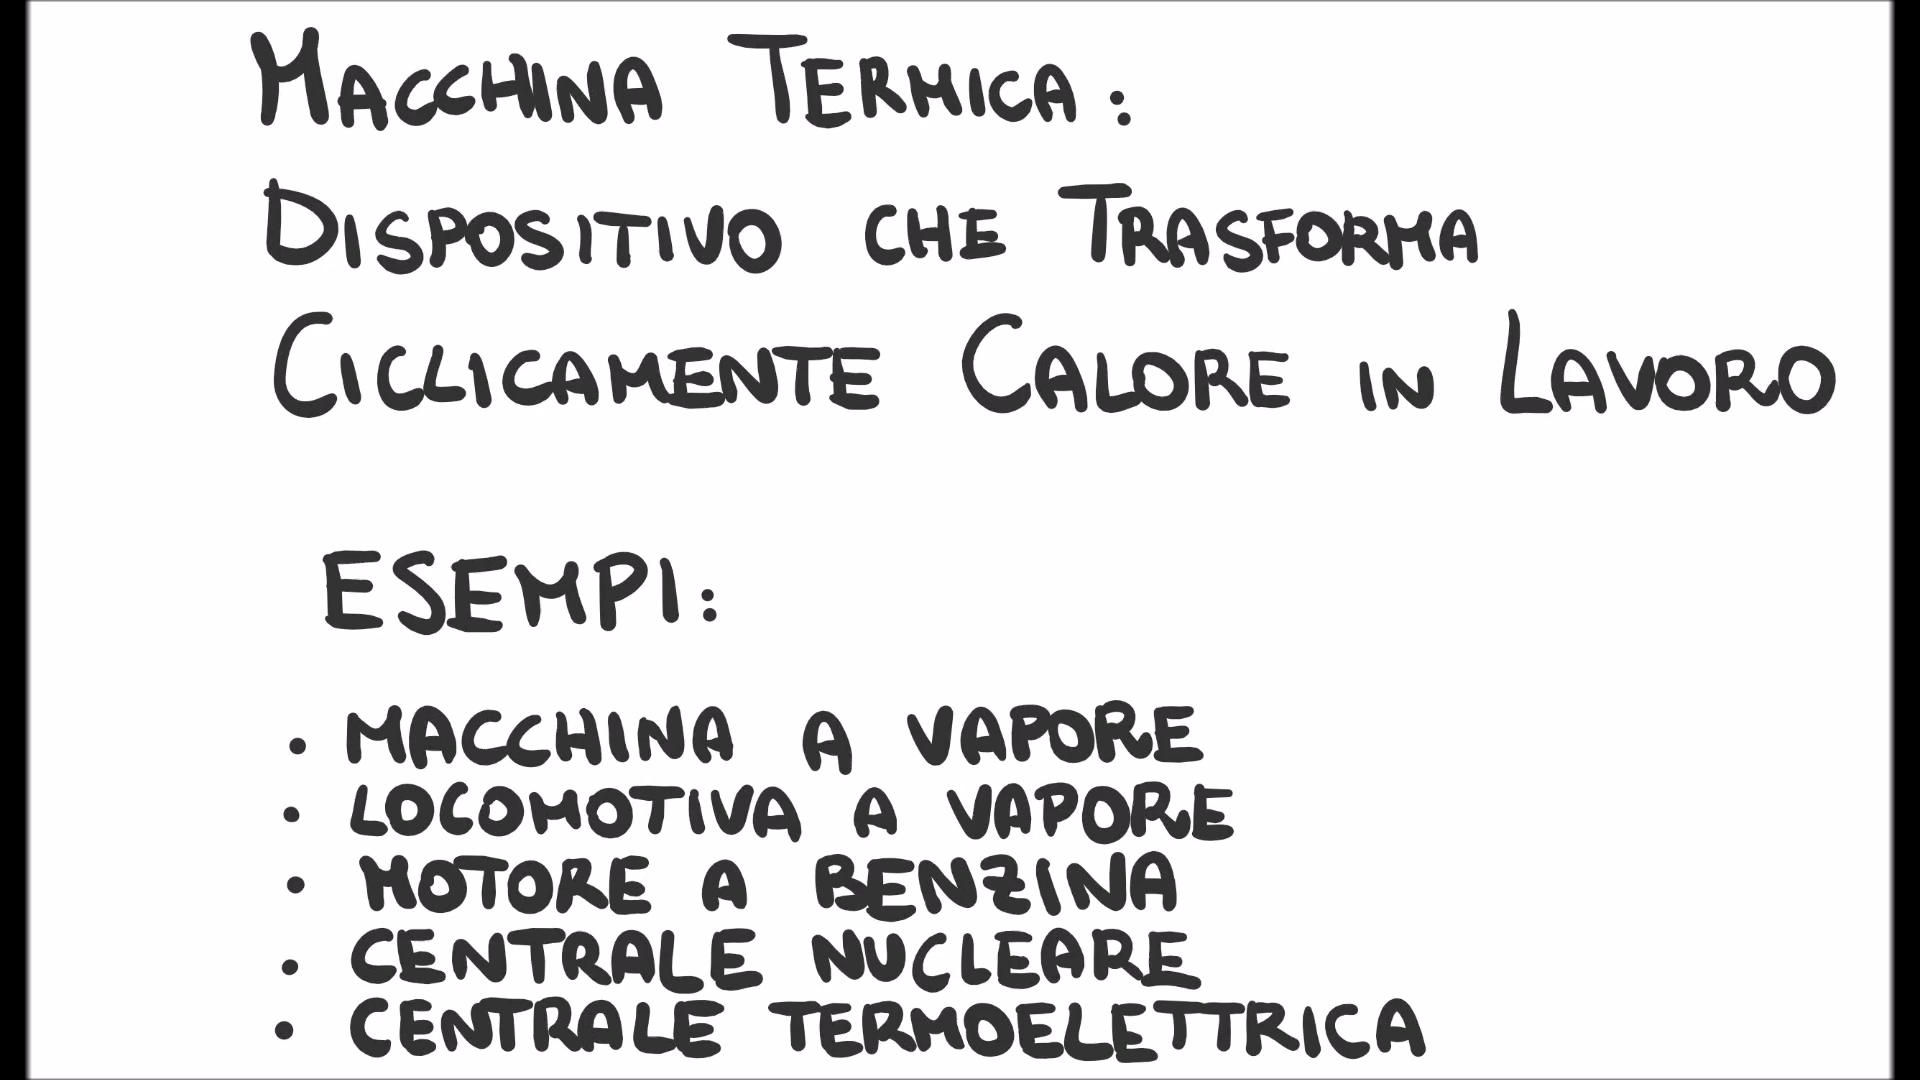 MACCHINA TERMICA:
DISPOSITIVO CHE TRASFORMA
CICLICAMENTE CALORE IN LAVORO
ESEMPI:
• MACCHINA A VAPORE
• LOCOMOTIVA A VAPORE
• MOTORE A BENZINA
• CENTRALE NUCLEARE
• CENTRALE TERMOELETTRICA